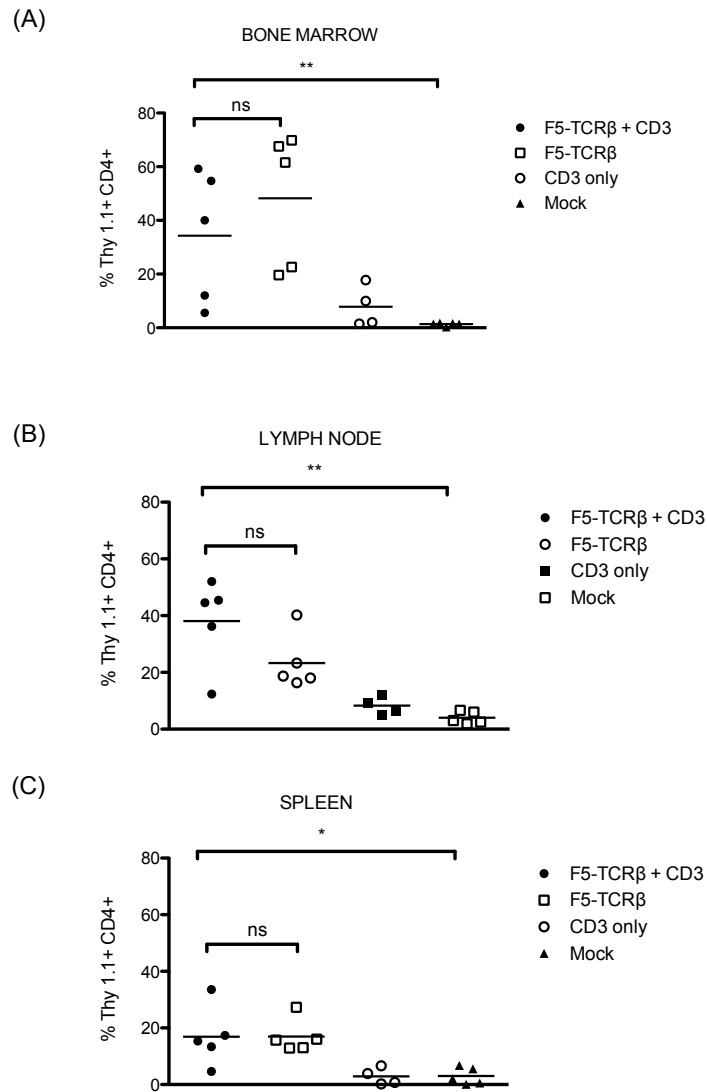 (A)
BONE MARROW
**
ns
80
60
40
20
0
% Thy 1.1+ CD4+
F5-TCRβ + CD3
F5-TCRβ
CD3 only
Mock
(B)
LYMPH NODE
**
ns
80
60
40
20
0
% Thy 1.1+ CD4+
F5-TCRβ + CD3
F5-TCRβ
CD3 only
Mock
(C)
SPLEEN
*
ns
80
60
40
20
0
% Thy 1.1+ CD4+
F5-TCRβ + CD3
F5-TCRβ
CD3 only
Mock